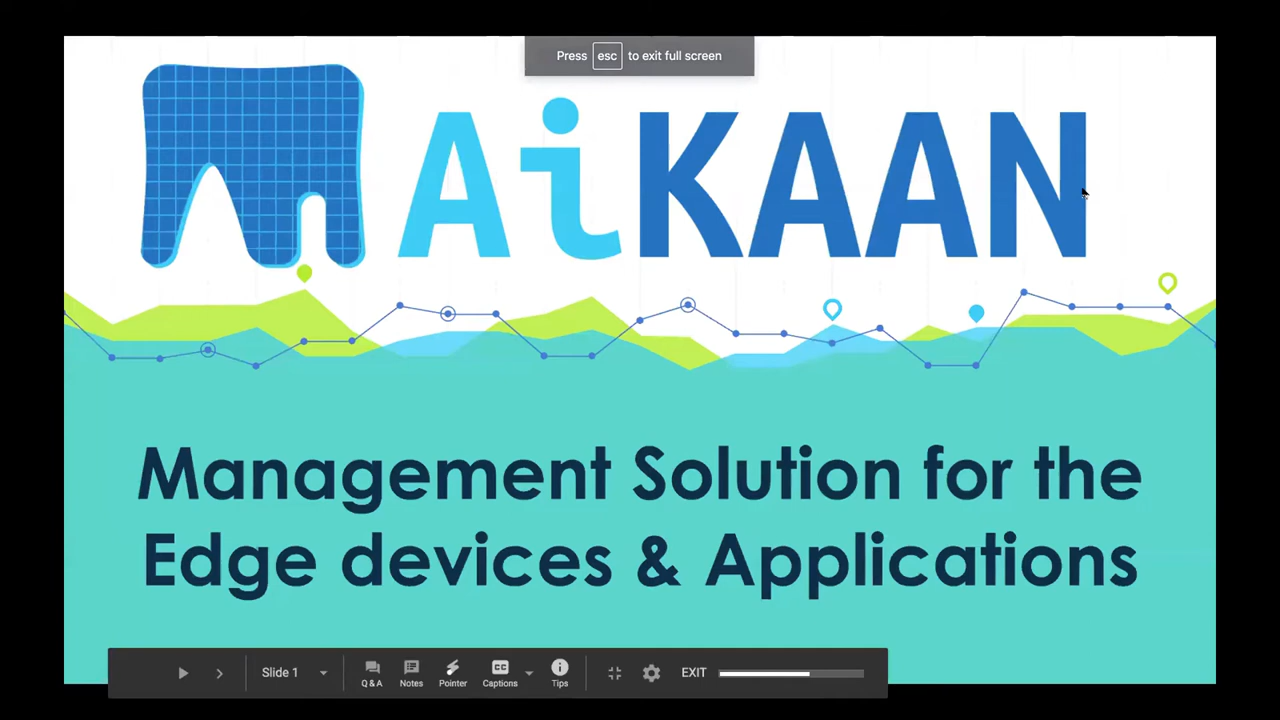 Press esc to exit full screen
AiKAAN
Management Solution for the
Edge devices & Applications
Slide 1
Q & A
Notes
Pointer
CC
Captions
Tips
EXIT